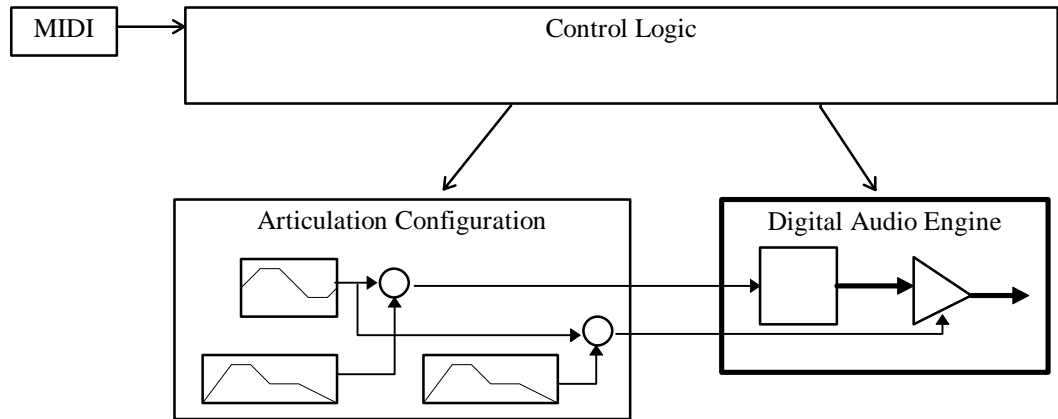 MIDI
Control Logic
Articulation Configuration
Digital Audio Engine